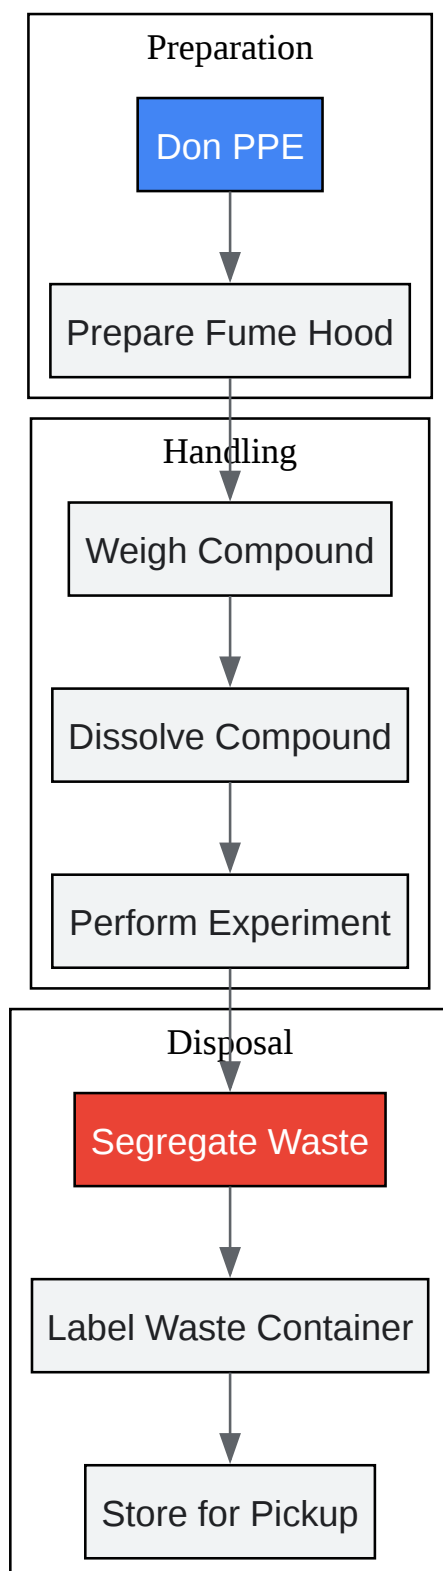 Preparation
Don PPE
Prepare Fume Hood
Handling
Weigh Compound
Dissolve Compound
Perform Experiment
Disposal
Segregate Waste
Label Waste Container
Store for Pickup